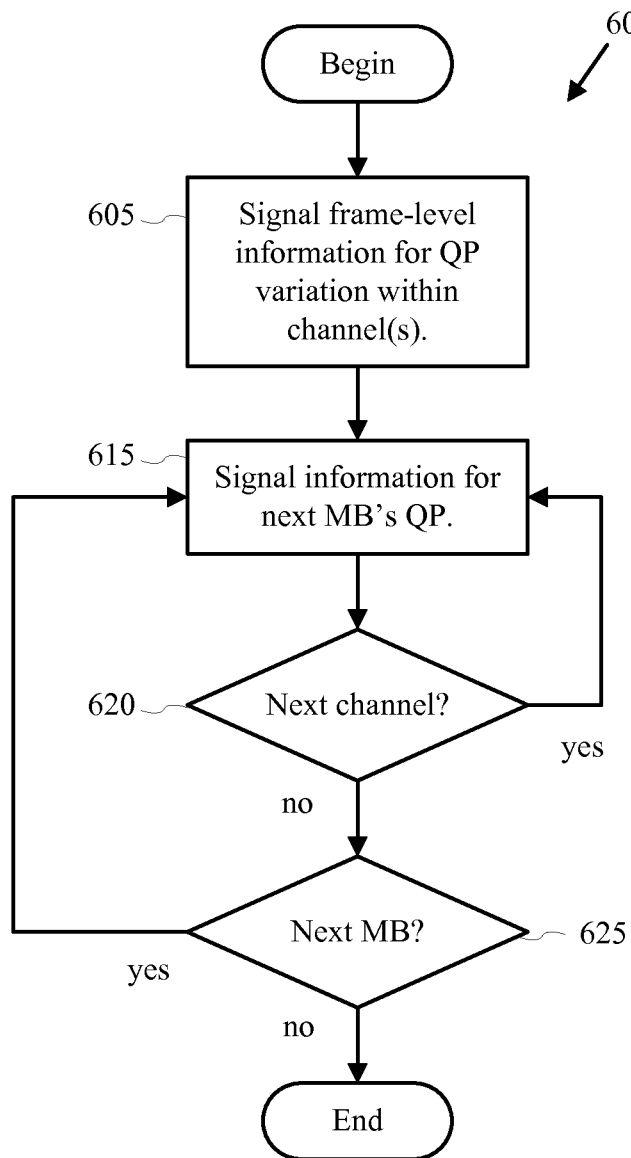 60
Begin
605
Signal frame-level
information for QP
variation within
channel(s).
615
Signal information for
next MB's QP.
620
Next channel?
yes
no
Next MB?
625
yes
no
End